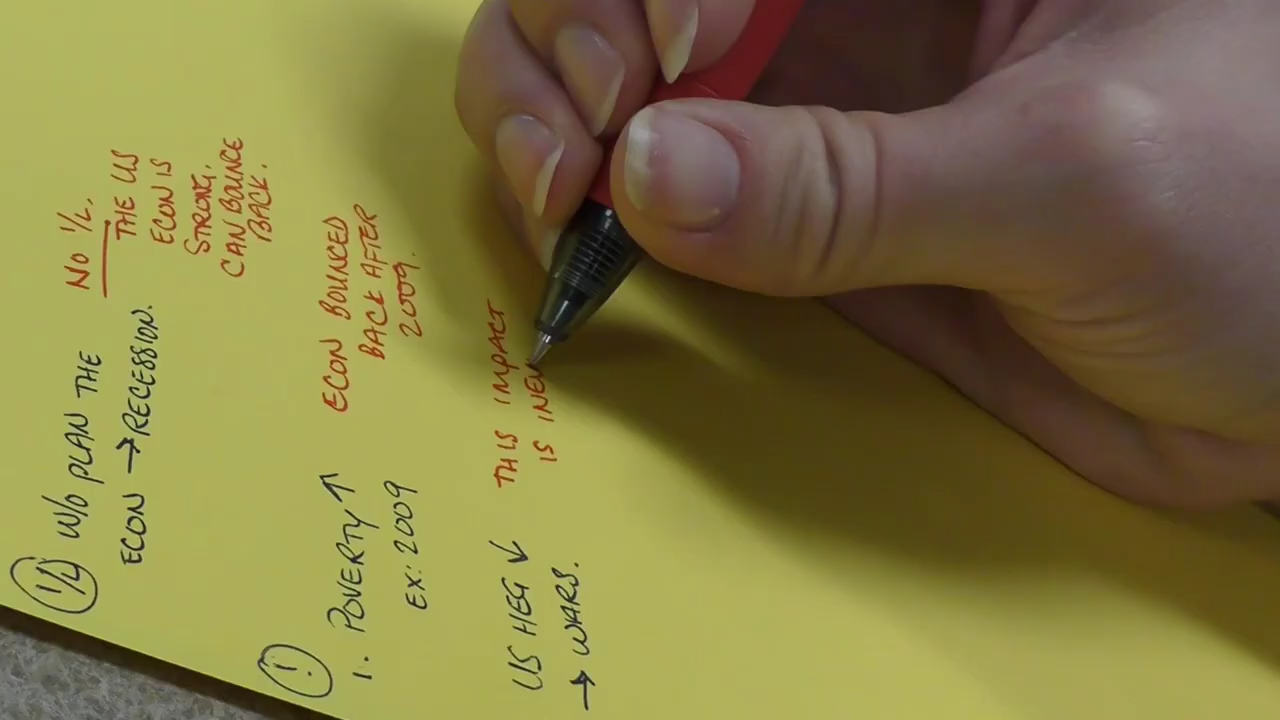 1/L W/O PLAN THE
ECON → RECESSION.
NO 1/L.
THE US
ECON IS
STRONG,
CAN BOUNCE
BACK.
!
1. POVERTY ↑
EX: 2009
ECON BOUNCED
BACK AFTER
2009.
US HEG ↓
→ WARS.
THIS IMPACT
IS INEV